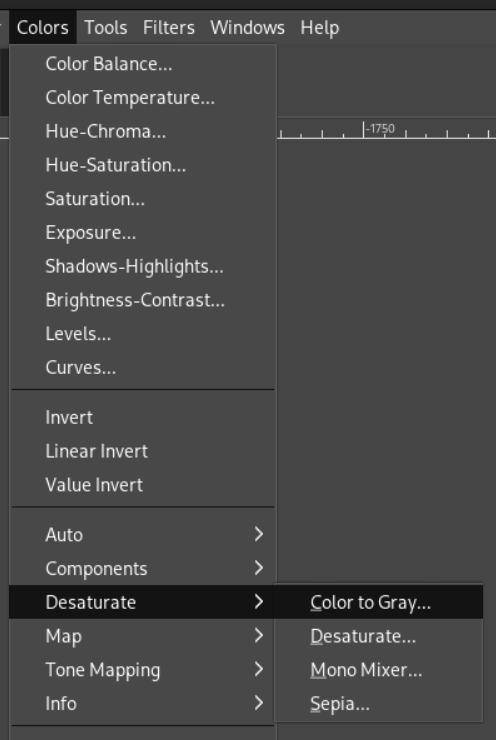 Colors Tools Filters Windows Help
Color Balance...
Color Temperature...
-1750
Hue-Chroma...
Hue-Saturation...
Saturation...
Exposure...
Shadows-Highlights...
Brightness-Contrast...
Levels...
Curves...
Invert
Linear Invert
Value Invert
Auto
Components
Desaturate
Color to Gray...
Map
Desaturate...
Tone Mapping
Mono Mixer...
Info
Sepia...